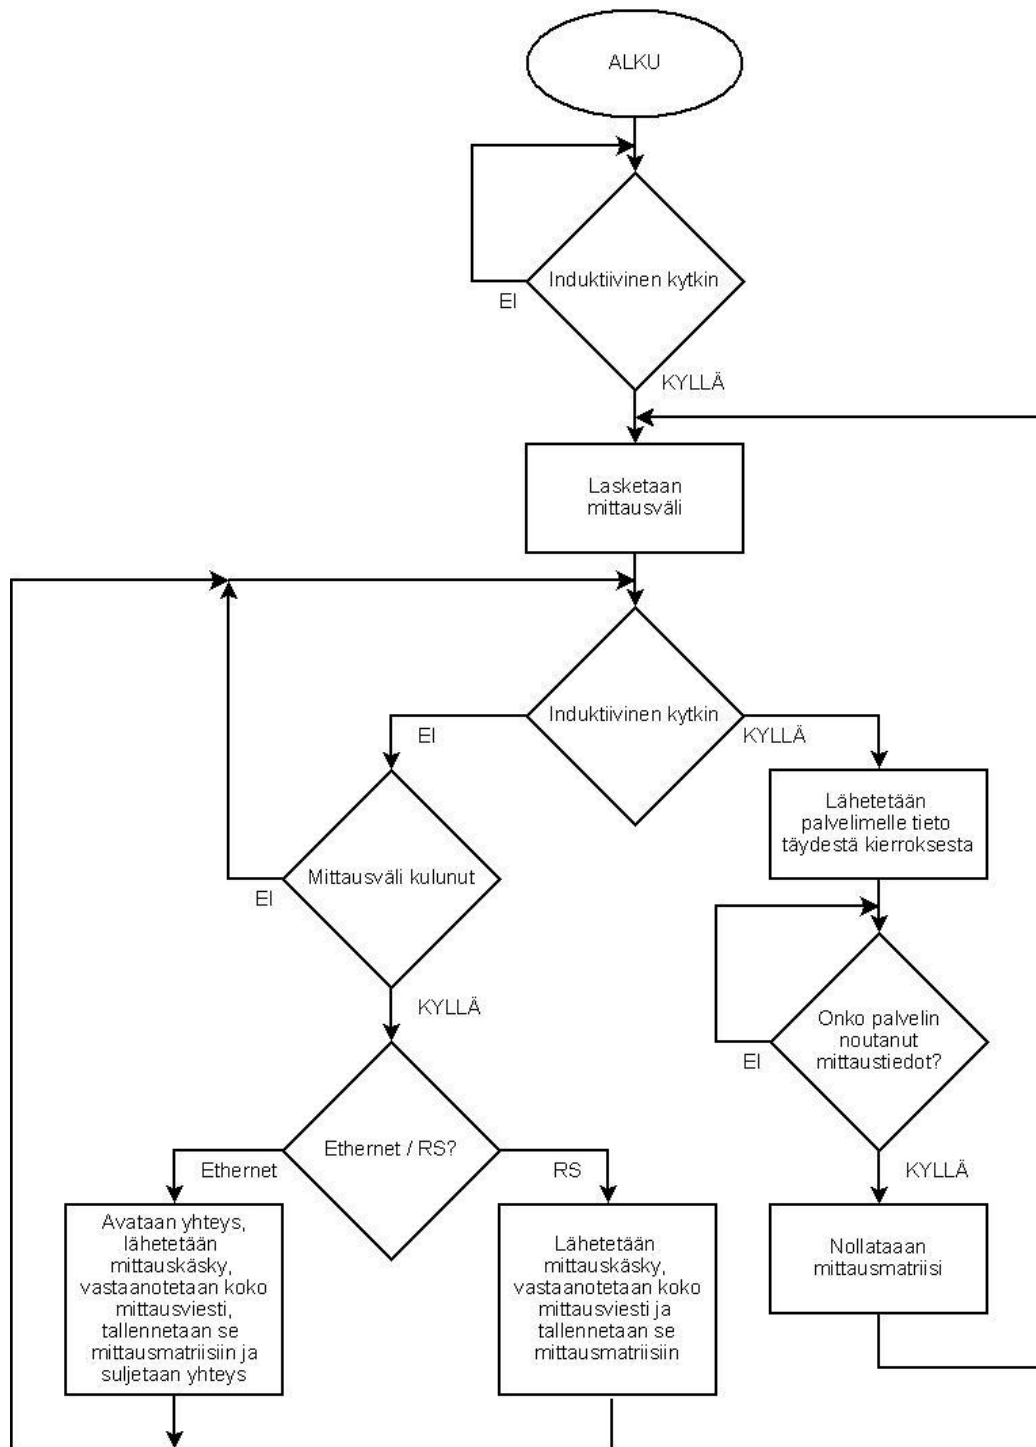 ALKU
Induktiivinen kytkin
EI
KYLLÄ
Lasketaan
mittausväli
Induktiivinen kytkin
EI
KYLLÄ
Lähetetään
palvelimelle tieto
täydestä kierroksesta
Mittausväli kulunut
EI
KYLLÄ
Onko palvelin
noutanut
mittaustiedot?
EI
KYLLÄ
Ethernet / RS?
Ethernet
RS
Avataan yhteys,
lähetetään
mittauskäsky,
vastaanotetaan koko
mittausviesti,
tallennetaan se
mittausmatriisiin ja
suljetaan yhteys
Lähetetään
mittauskäsky,
vastaanotetaan koko
mittausviesti ja
tallennetaan se
mittausmatriisiin
Nollataaan
mittausmatriisi